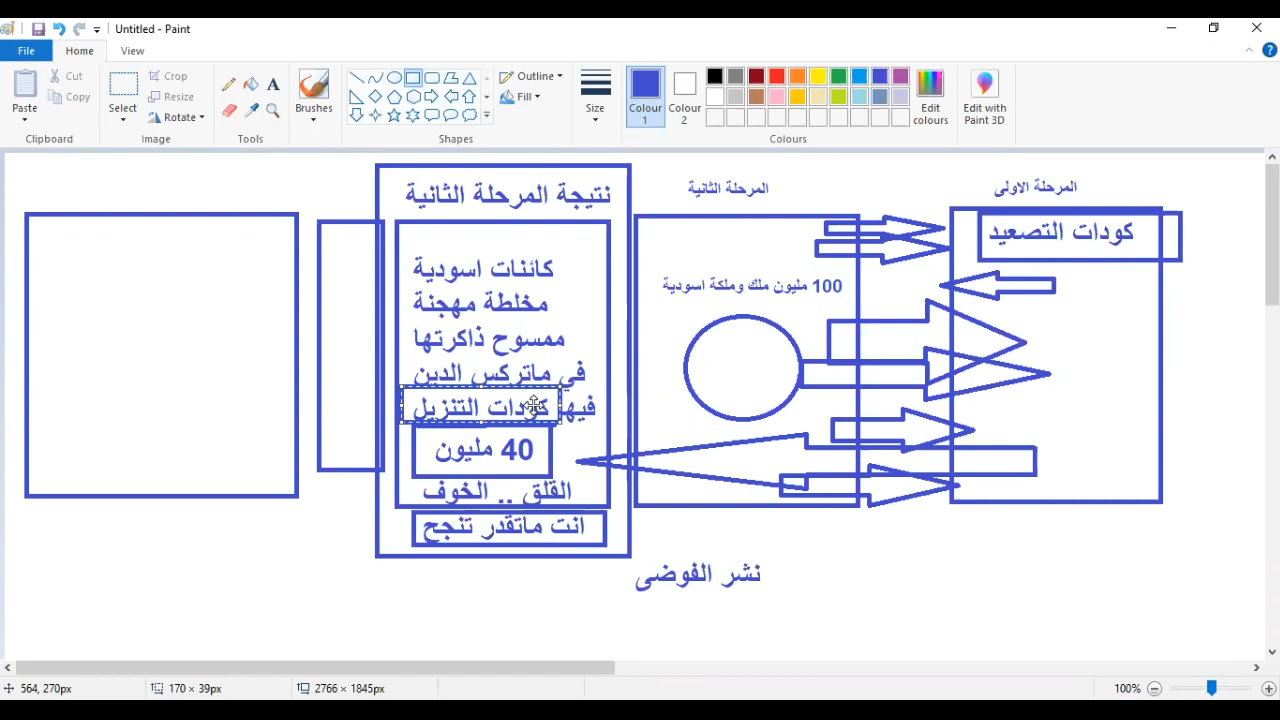 Untitled - Paint
File
Home
View
Paste
Cut
Copy
Clipboard
Select
Crop
Resize
Rotate
Image
Tools
Brushes
Outline
Fill
Shapes
Size
Colour 1
Colour 2
Edit colours
Colours
Edit with Paint 3D
المرحلة الاولى
كودات التصعيد
المرحلة الثانية
100 مليون ملك وملكة اسودية
نتيجة المرحلة الثانية
كائنات اسودية
مخلطة مهجنة
ممسوح ذاكرتها
في ماتركس الدين
فيها كودات التنزيل
40 مليون
القلق .. الخوف
انت ماتقدر تنجح
نشر الفوضى
564, 270px
170 × 39px
2766 × 1845px
100%